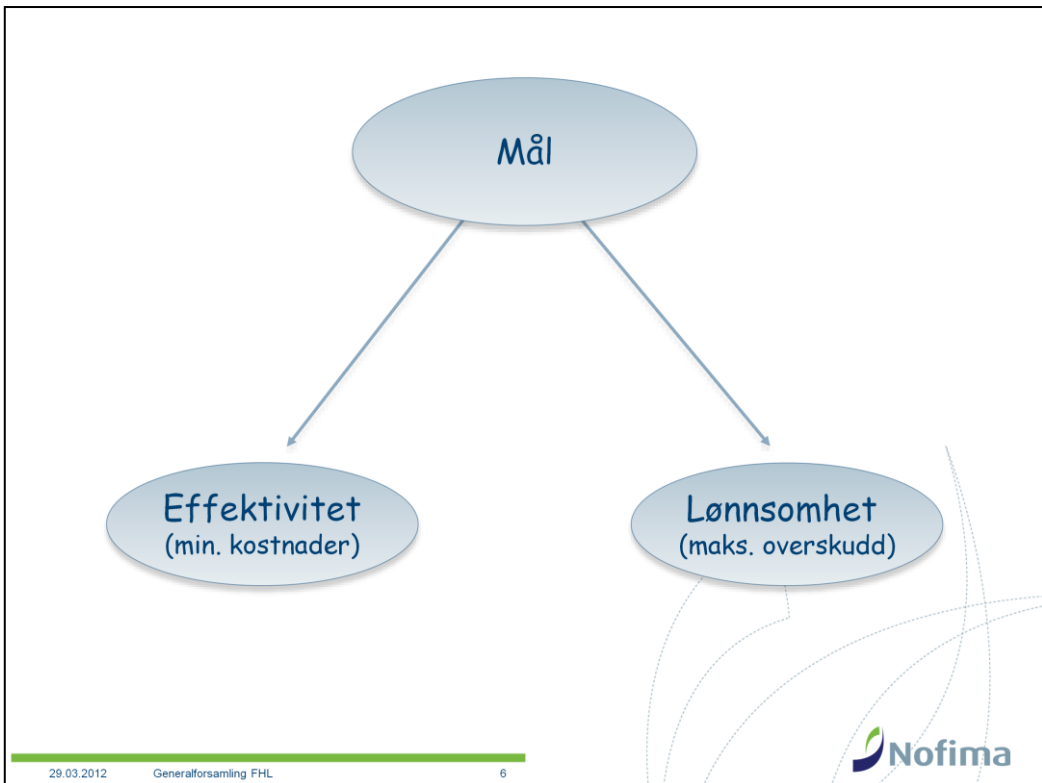 Mål
Effektivitet
(min. kostnader)
Lønnsomhet
(maks. overskudd)
29.03.2012 Generalforsamling FHL 6
Nofima